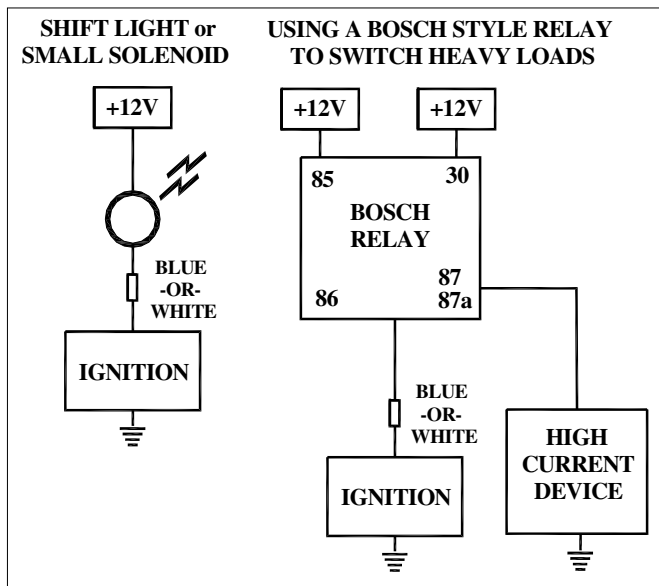 SHIFT LIGHT or
SMALL SOLENOID
+12V
BLUE
-OR-
WHITE
IGNITION
USING A BOSCH STYLE RELAY
TO SWITCH HEAVY LOADS
+12V
+12V
85
30
BOSCH
RELAY
86
87
87a
BLUE
-OR-
WHITE
IGNITION
HIGH
CURRENT
DEVICE